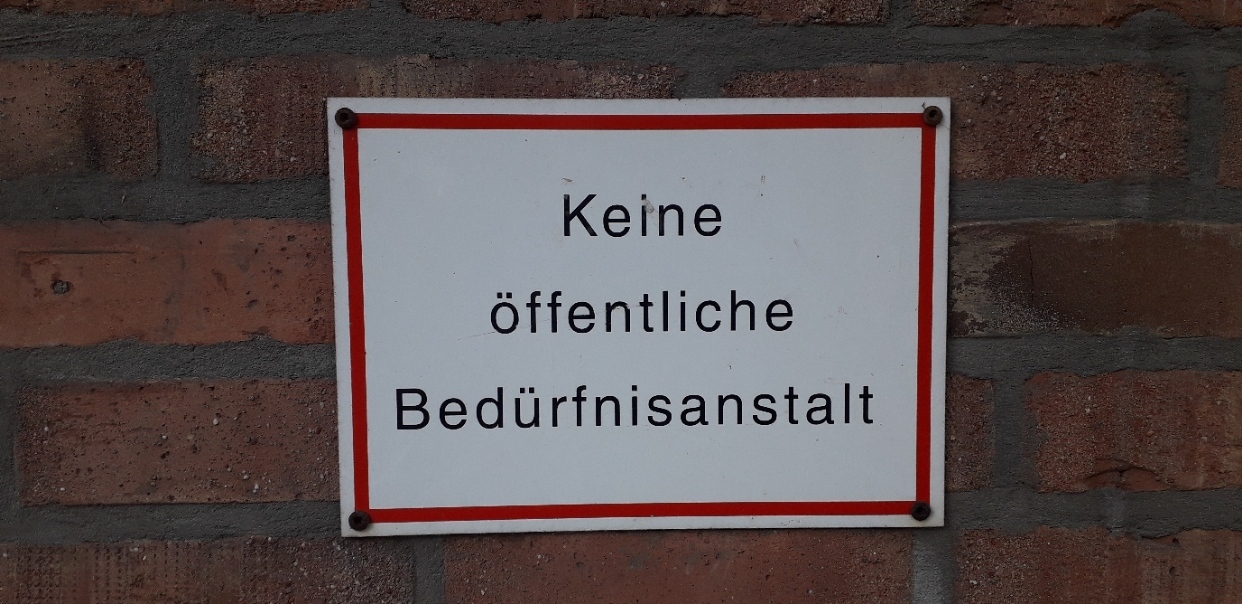 Keine
öffentliche
Bedürfnisanstalt